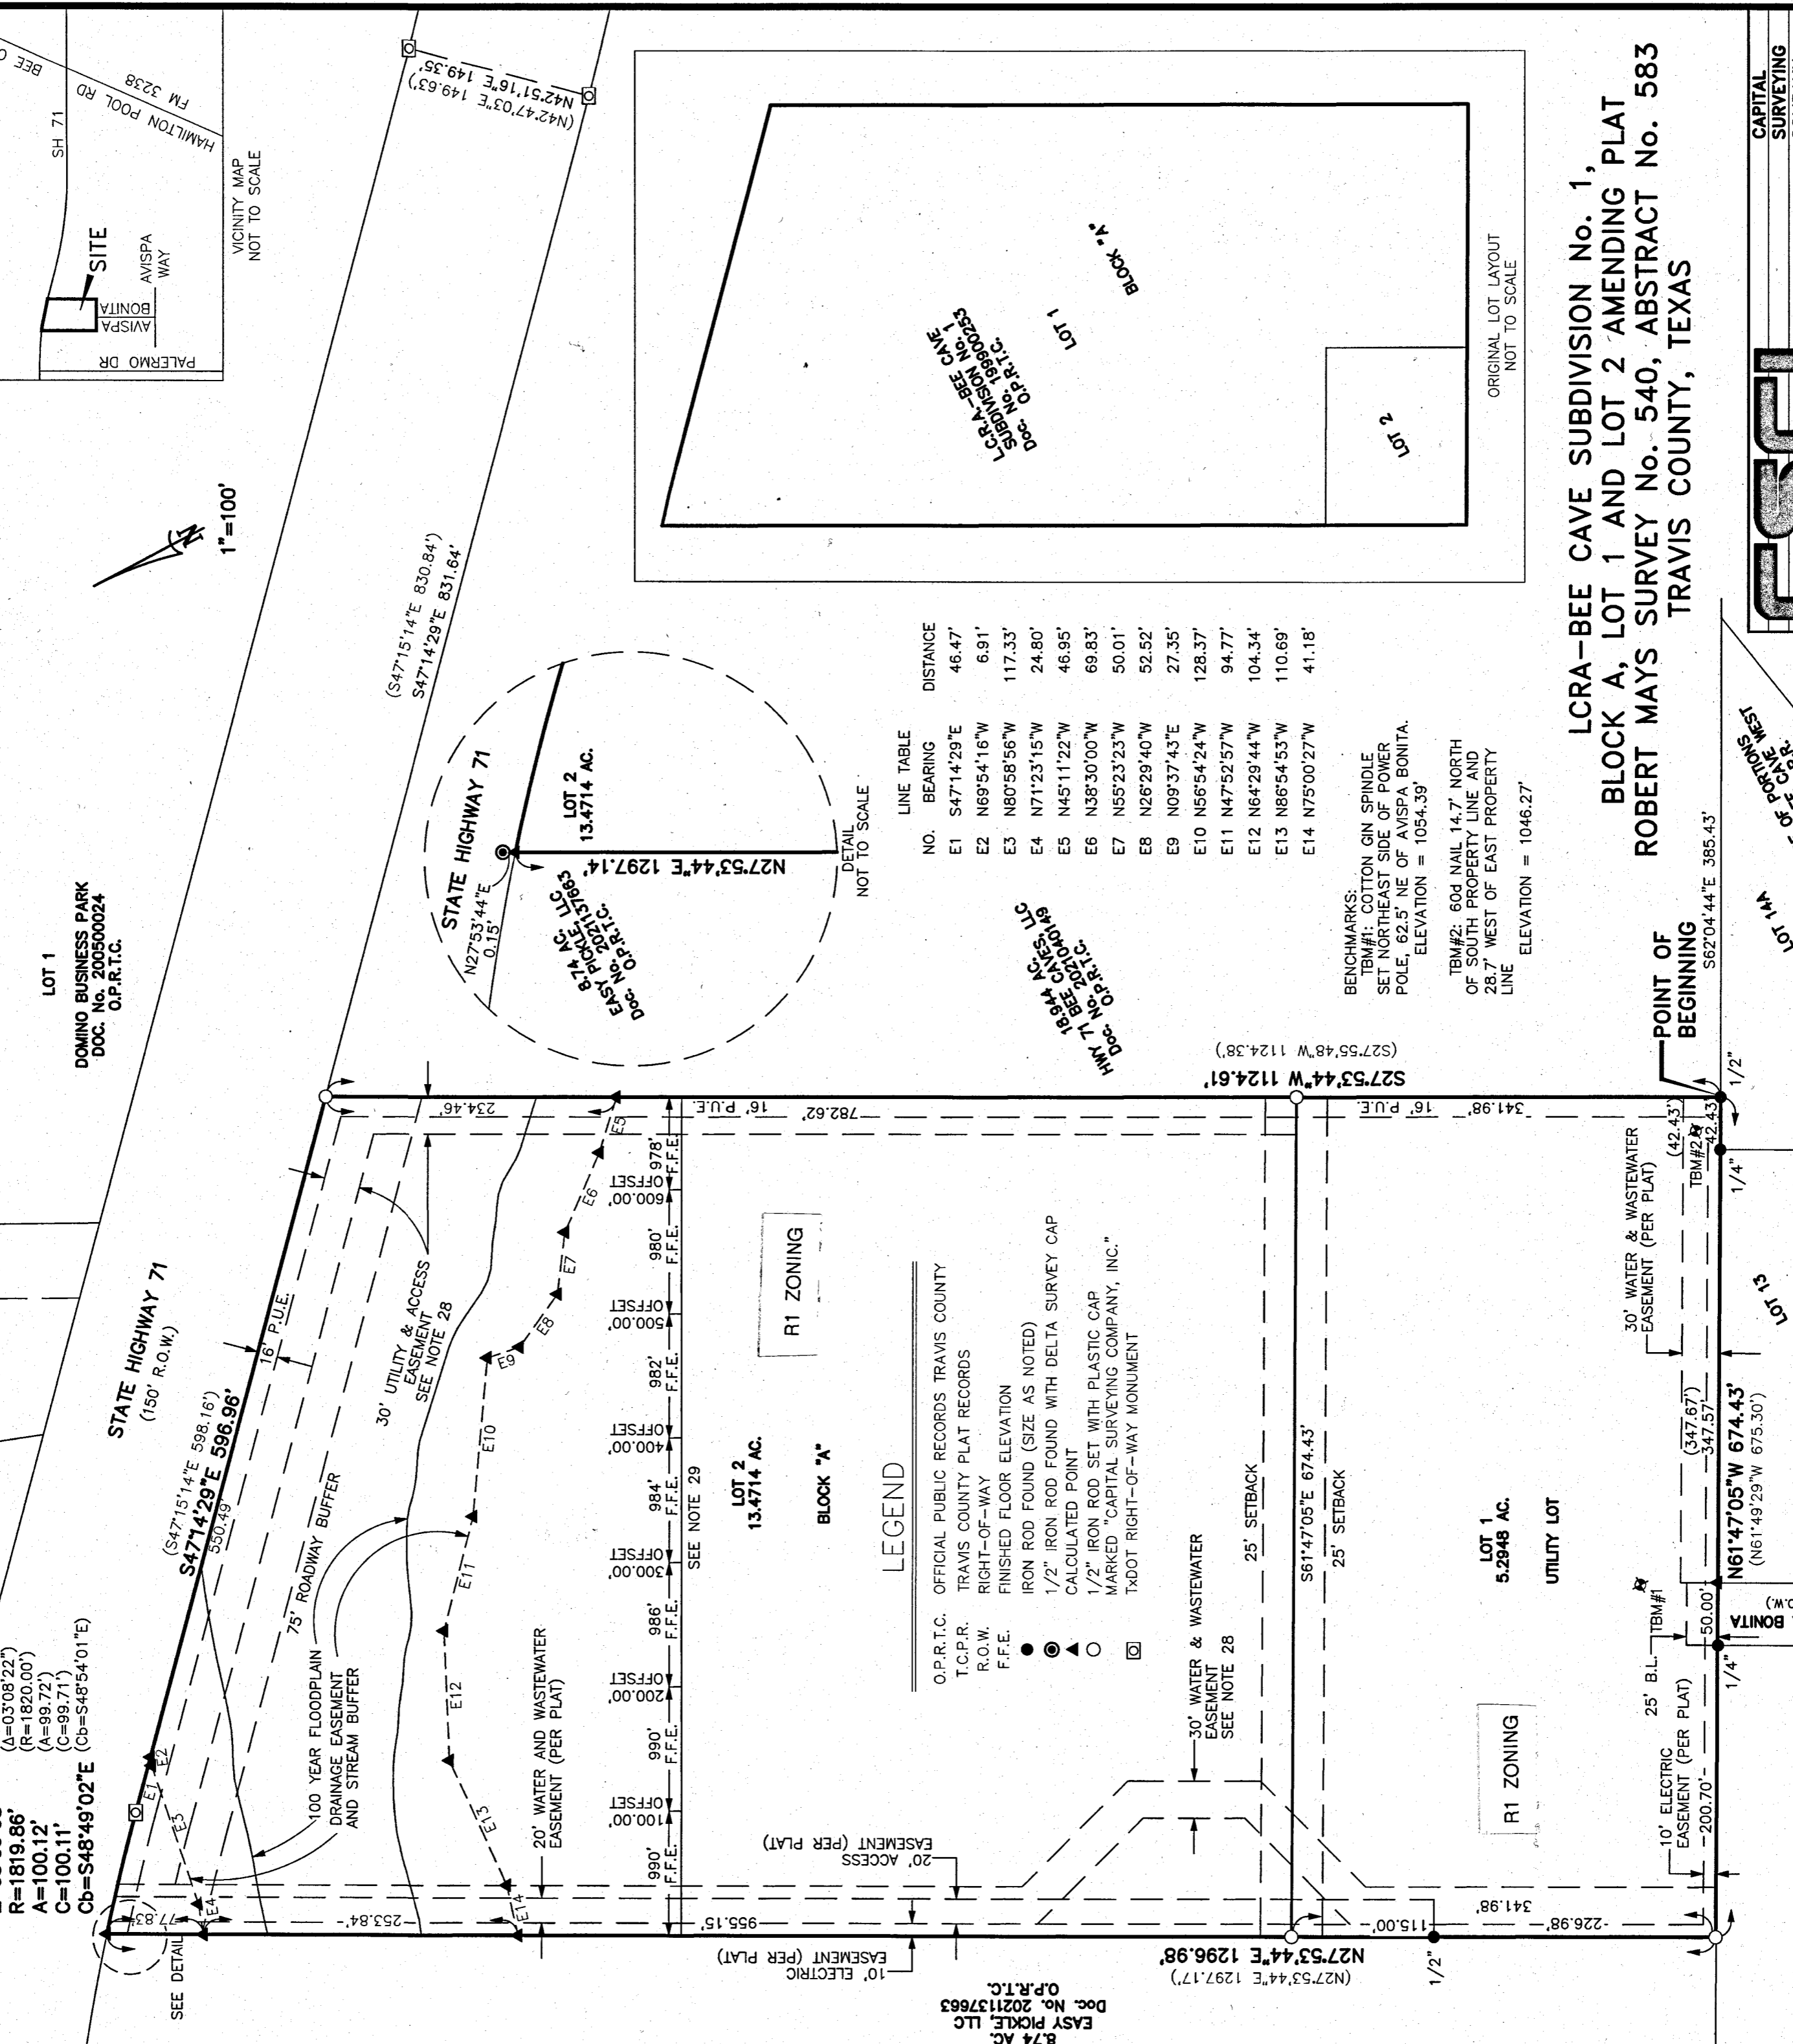 BEE
SH 71
HAMILTON POOL RD
FM 3238
SITE
AVISPA
BONITA
AVISPA
WAY
PALERMO DR
VICINITY MAP
NOT TO SCALE
N42°51'16"E 149.35'
(N42°47'03"E 149.63')
1"=100'
N
LOT 1
DOMINO BUSINESS PARK
DOC. No. 200500024
O.P.R.T.C.
STATE HIGHWAY 71
(150' R.O.W.)
(S47°15'14"E 830.84')
S47°14'29"E 831.64'
(S47°15'14"E 598.16')
S47°14'29"E 596.96'
550.49'
(Δ=03°08'22")
(R=1820.00')
(A=99.72')
(C=99.71')
(Cb=S48°54'01"E)
R=1819.86'
A=100.12'
C=100.11'
Cb=S48°49'02"E
STATE HIGHWAY 71
N27°53'44"E
0.15'
LOT 2
13.4714 AC.
N27°53'44"E 1297.14'
8.74 AC.
EASY PICKLE, LLC
Doc. No. 2021137663
O.P.R.T.C.
DETAIL
NOT TO SCALE
L.C.R.A.-BEE CAVE
SUBDIVISION No. 1
Doc. No. 199900253
O.P.R.T.C.
LOT 1
BLOCK "A"
LOT 2
ORIGINAL LOT LAYOUT
NOT TO SCALE
LINE TABLE
NO. BEARING DISTANCE
E1 S47°14'29"E 46.47'
E2 N69°54'16"W 6.91'
E3 N80°58'56"W 117.33'
E4 N71°23'15"W 24.80'
E5 N45°11'22"W 46.95'
E6 N38°30'00"W 69.83'
E7 N55°23'23"W 50.01'
E8 N26°29'40"W 52.52'
E9 N09°37'43"E 27.35'
E10 N56°54'24"W 128.37'
E11 N47°52'57"W 94.77'
E12 N64°29'44"W 104.34'
E13 N86°54'53"W 110.69'
E14 N75°00'27"W 41.18'
BENCHMARKS:
TBM#1: COTTON GIN SPINDLE
SET NORTHEAST SIDE OF POWER
POLE, 62.5' NE OF AVISPA BONITA.
ELEVATION = 1054.39'
TBM#2: 60d NAIL 14.7' NORTH
OF SOUTH PROPERTY LINE AND
28.7' WEST OF EAST PROPERTY
LINE
ELEVATION = 1046.27'
18.944 AC.
HWY 71 BEE CAVES, LLC
Doc. No. 2021040149
O.P.R.T.C.
16' P.U.E.
75' ROADWAY BUFFER
30' UTILITY & ACCESS
EASEMENT
SEE NOTE 28
100 YEAR FLOODPLAIN
DRAINAGE EASEMENT
AND STREAM BUFFER
E1
E2
E3
E4
E5
E6
E7
E8
E9
E10
E11
E12
E13
E14
SEE DETAIL
77.83'
253.84'
955.15'
234.46'
16' P.U.E.
782.62'
S27°53'44"W 1124.61'
(S27°55'48"W 1124.38')
16' P.U.E.
341.98'
20' WATER AND WASTEWATER
EASEMENT (PER PLAT)
990'
F.F.E.
100.00'
OFFSET
990'
F.F.E.
200.00'
OFFSET
986'
F.F.E.
300.00'
OFFSET
984'
F.F.E.
400.00'
OFFSET
982'
F.F.E.
500.00'
OFFSET
980'
F.F.E.
600.00'
OFFSET
978'
F.F.E.
SEE NOTE 29
LOT 2
13.4714 AC.
BLOCK "A"
R1 ZONING
LEGEND
O.P.R.T.C. OFFICIAL PUBLIC RECORDS TRAVIS COUNTY
T.C.P.R. TRAVIS COUNTY PLAT RECORDS
R.O.W. RIGHT-OF-WAY
F.F.E. FINISHED FLOOR ELEVATION
IRON ROD FOUND (SIZE AS NOTED)
1/2" IRON ROD FOUND WITH DELTA SURVEY CAP
CALCULATED POINT
1/2" IRON ROD SET WITH PLASTIC CAP
MARKED "CAPITAL SURVEYING COMPANY, INC."
TxDOT RIGHT-OF-WAY MONUMENT
20' ACCESS
EASEMENT (PER PLAT)
10' ELECTRIC
EASEMENT (PER PLAT)
30' WATER & WASTEWATER
EASEMENT
SEE NOTE 28
25' SETBACK
S61°47'05"E 674.43'
25' SETBACK
N27°53'44"E 1296.98'
(N27°53'44"E 1297.17')
115.00'
341.98'
226.98'
1/2"
8.74 AC.
EASY PICKLE, LLC
Doc. No. 2021137663
O.P.R.T.C.
LOT 1
5.2948 AC.
UTILITY LOT
R1 ZONING
10' ELECTRIC
EASEMENT (PER PLAT)
25' B.L.
TBM#1
200.70'
50.00'
1/4"
BONITA
30' WATER & WASTEWATER
EASEMENT (PER PLAT)
(347.67')
347.57'
N61°47'05"W 674.43'
(N61°49'29"W 675.30')
TBM#2
(42.43')
42.43'
1/4"
1/2"
LOT 13
POINT OF
BEGINNING
S62°04'44"E 385.43'
LOT 14A
OF PORTIONS
CAVE WEST
LCRA-BEE CAVE SUBDIVISION No. 1,
BLOCK A, LOT 1 AND LOT 2 AMENDING PLAT
ROBERT MAYS SURVEY No. 540, ABSTRACT No. 583
TRAVIS COUNTY, TEXAS
CAPITAL
SURVEYING